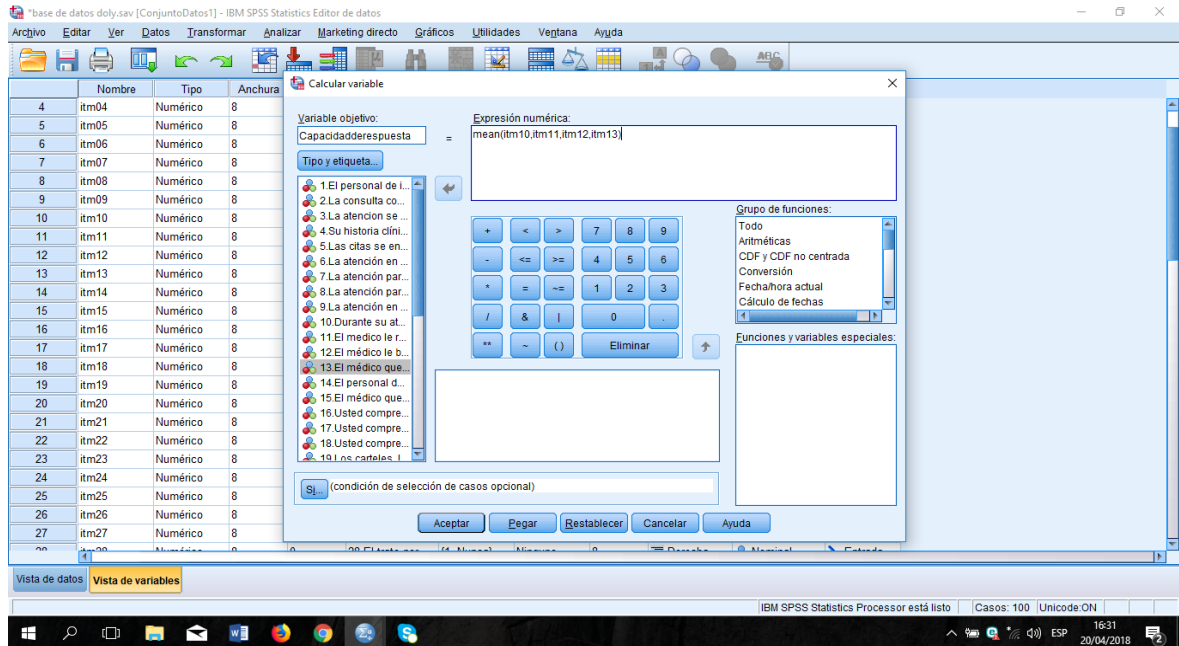 *base de datos doly.sav [ConjuntoDatos1] - IBM SPSS Statistics Editor de datos
Archivo Editar Ver Datos Transformar Analizar Marketing directo Gráficos Utilidades Ventana Ayuda
Nombre Tipo Anchura
4 itm04 Numérico 8
5 itm05 Numérico 8
6 itm06 Numérico 8
7 itm07 Numérico 8
8 itm08 Numérico 8
9 itm09 Numérico 8
10 itm10 Numérico 8
11 itm11 Numérico 8
12 itm12 Numérico 8
13 itm13 Numérico 8
14 itm14 Numérico 8
15 itm15 Numérico 8
16 itm16 Numérico 8
17 itm17 Numérico 8
18 itm18 Numérico 8
19 itm19 Numérico 8
20 itm20 Numérico 8
21 itm21 Numérico 8
22 itm22 Numérico 8
23 itm23 Numérico 8
24 itm24 Numérico 8
25 itm25 Numérico 8
26 itm26 Numérico 8
27 itm27 Numérico 8
Calcular variable
Variable objetivo:
Capacidadderespuesta
=
Expresión numérica:
mean(itm10,itm11,itm12,itm13)
Tipo y etiqueta...
1.El personal de i...
2.La consulta co...
3.La atencion se ...
4.Su historia clíni...
5.Las citas se en...
6.La atención en ...
7.La atención par...
8.La atención par...
9.La atención en ...
10.Durante su at...
11.El medico le r...
12.El médico le b...
13.El médico que...
14.El personal d...
15.El médico que...
16.Usted compre...
17.Usted compre...
18.Usted compre...
19.Los carteles, l...
+ < > 7 8 9
- <= >= 4 5 6
* = ~= 1 2 3
/ & | 0 .
** ~ ( ) Eliminar
Grupo de funciones:
Todo
Aritméticas
CDF y CDF no centrada
Conversión
Fecha/hora actual
Cálculo de fechas
Funciones y variables especiales:
Si... (condición de selección de casos opcional)
Aceptar Pegar Restablecer Cancelar Ayuda
Vista de datos Vista de variables
IBM SPSS Statistics Processor está listo Casos: 100 Unicode:ON
ESP
16:31
20/04/2018